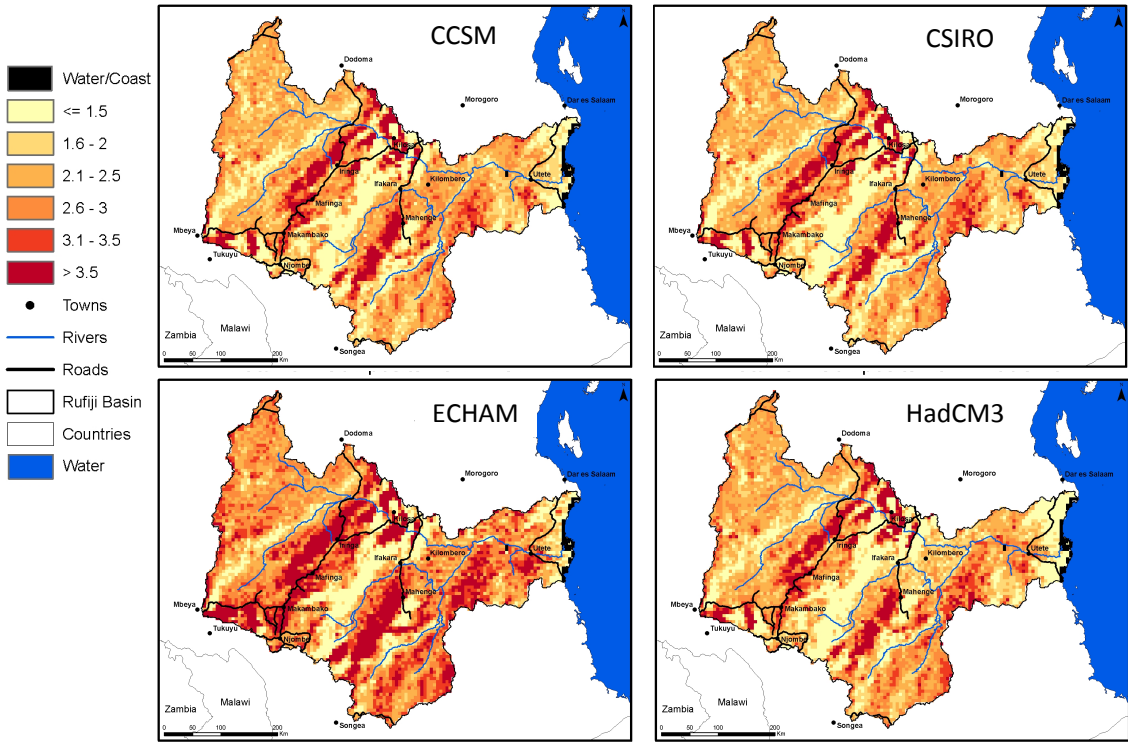 Water/Coast
<= 1.5
1.6 - 2
2.1 - 2.5
2.6 - 3
3.1 - 3.5
> 3.5
Towns
Rivers
Roads
Rufiji Basin
Countries
Water
CCSM
N
Dodoma
Morogoro
Dar es Salaam
Kilosa
Iringa
Ifakara
Kilombero
Utete
Mafinga
Mahenge
Mbeya
Makambako
Tukuyu
Njombe
Zambia
Malawi
Songea
0 50 100 200
Km
CSIRO
N
Dodoma
Morogoro
Dar es Salaam
Kilosa
Iringa
Ifakara
Kilombero
Utete
Mafinga
Mahenge
Mbeya
Makambako
Tukuyu
Njombe
Zambia
Malawi
Songea
0 50 100 200
Km
ECHAM
N
Dodoma
Morogoro
Dar es Salaam
Kilosa
Iringa
Ifakara
Kilombero
Utete
Mafinga
Mahenge
Mbeya
Makambako
Tukuyu
Njombe
Zambia
Malawi
Songea
0 50 100 200
Km
HadCM3
N
Dodoma
Morogoro
Dar es Salaam
Kilosa
Iringa
Ifakara
Kilombero
Utete
Mafinga
Mahenge
Mbeya
Makambako
Tukuyu
Njombe
Zambia
Malawi
Songea
0 50 100 200
Km